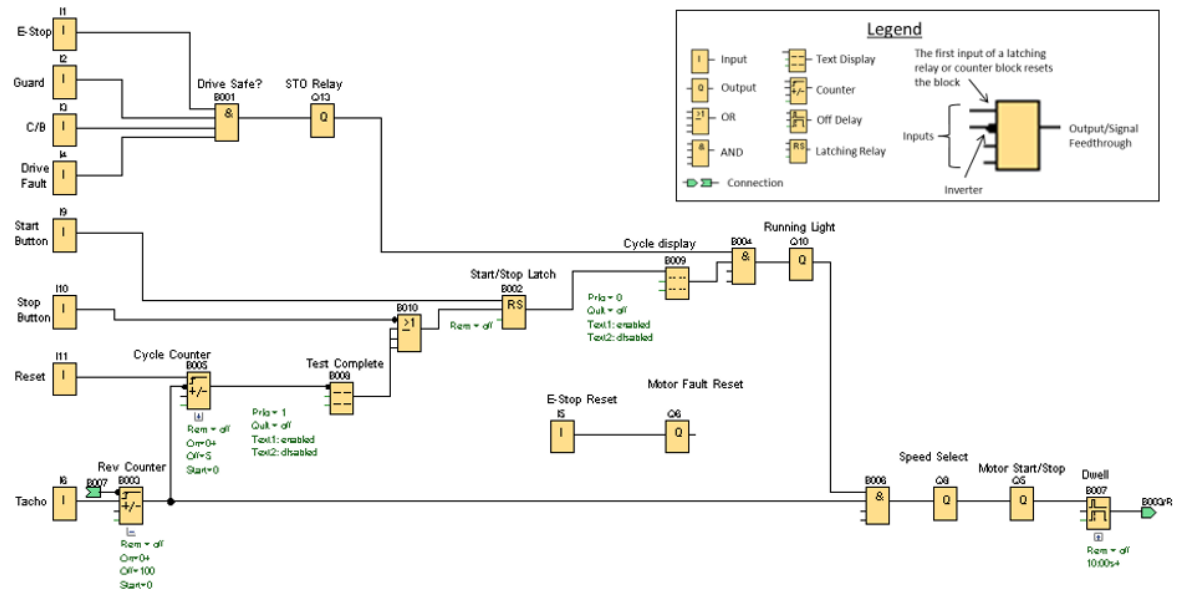 I1
E-Stop
I
I2
Guard
I
I3
C/B
I
I4
Drive
Fault
I
Drive Safe?
B001
&
STO Relay
Q13
Q
Legend
I
Input
Q
Output
>1
OR
&
AND
Connection
Text Display
+/-
Counter
Off Delay
RS
Latching Relay
The first input of a latching
relay or counter block resets
the block
Inputs
Inverter
Output/Signal
Feedthrough
I9
Start
Button
I
I10
Stop
Button
I
I11
Reset
I
Cycle Counter
B005
+/-
Rem = off
On=0+
Off=5
Start=0
Test Complete
B008
Prio = 1
Quit = off
Text1: enabled
Text2: disabled
B010
>1
Start/Stop Latch
B002
RS
Rem = off
Cycle display
B009
Prio = 0
Quit = off
Text1: enabled
Text2: disabled
B004
&
Running Light
Q10
Q
E-Stop Reset
I5
I
Motor Fault Reset
Q6
Q
Tacho
I6
I
B007
Rev Counter
B003
+/-
Rem = off
On=0+
Off=100
Start=0
B006
&
Speed Select
Q8
Q
Motor Start/Stop
Q5
Q
Dwell
B007
Rem = off
10:00s+
B003/R